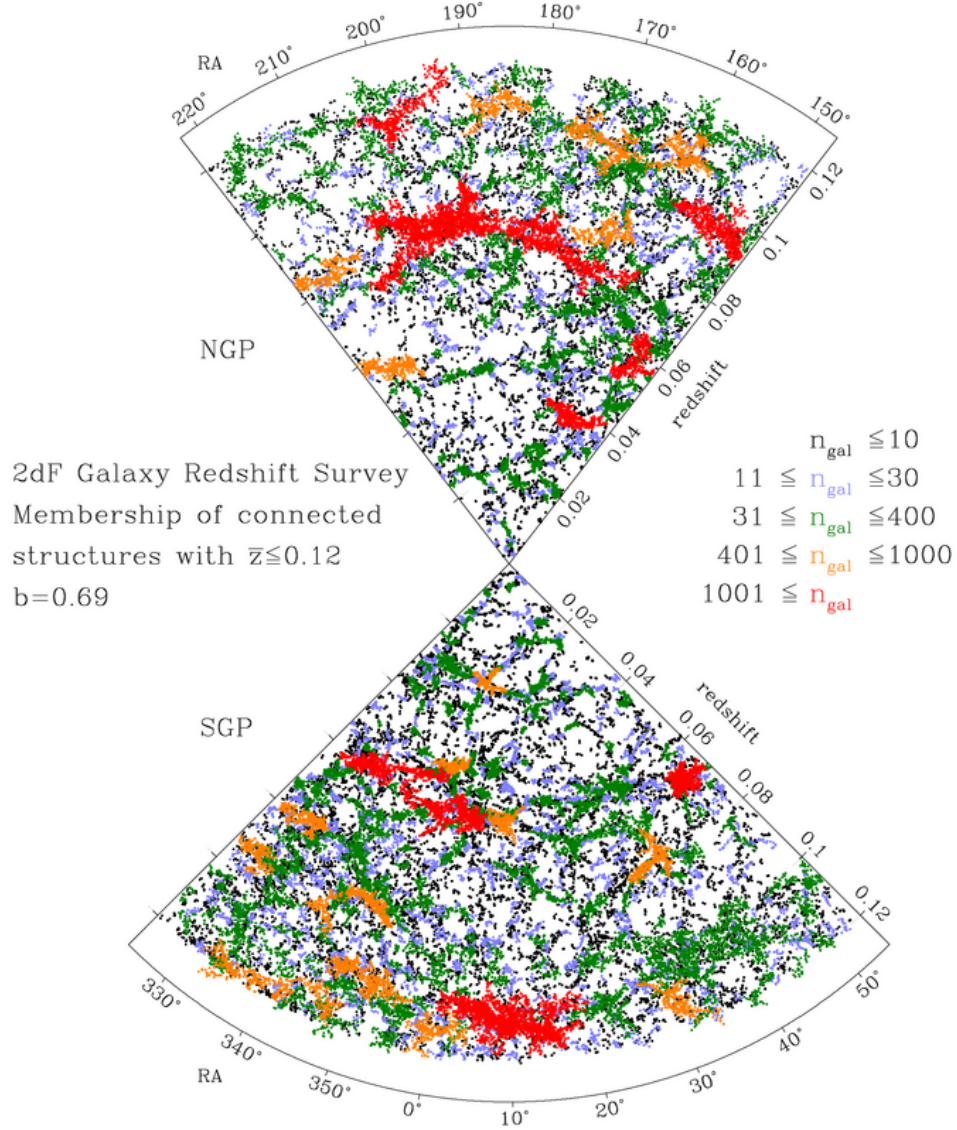 190° 180°
200° 170°
RA 210° 160°
220° 150°
0.12
0.1
0.08
NGP
0.06
redshift
0.04
0.02
2dF Galaxy Redshift Survey
Membership of connected
structures with z̅≦0.12
b=0.69
n_gal ≦10
11 ≦ n_gal ≦30
31 ≦ n_gal ≦400
401 ≦ n_gal ≦1000
1001 ≦ n_gal
0.02
0.04
SGP
redshift
0.06
0.08
0.1
0.12
330° 50°
340° 40°
RA 350° 30°
0° 10° 20°